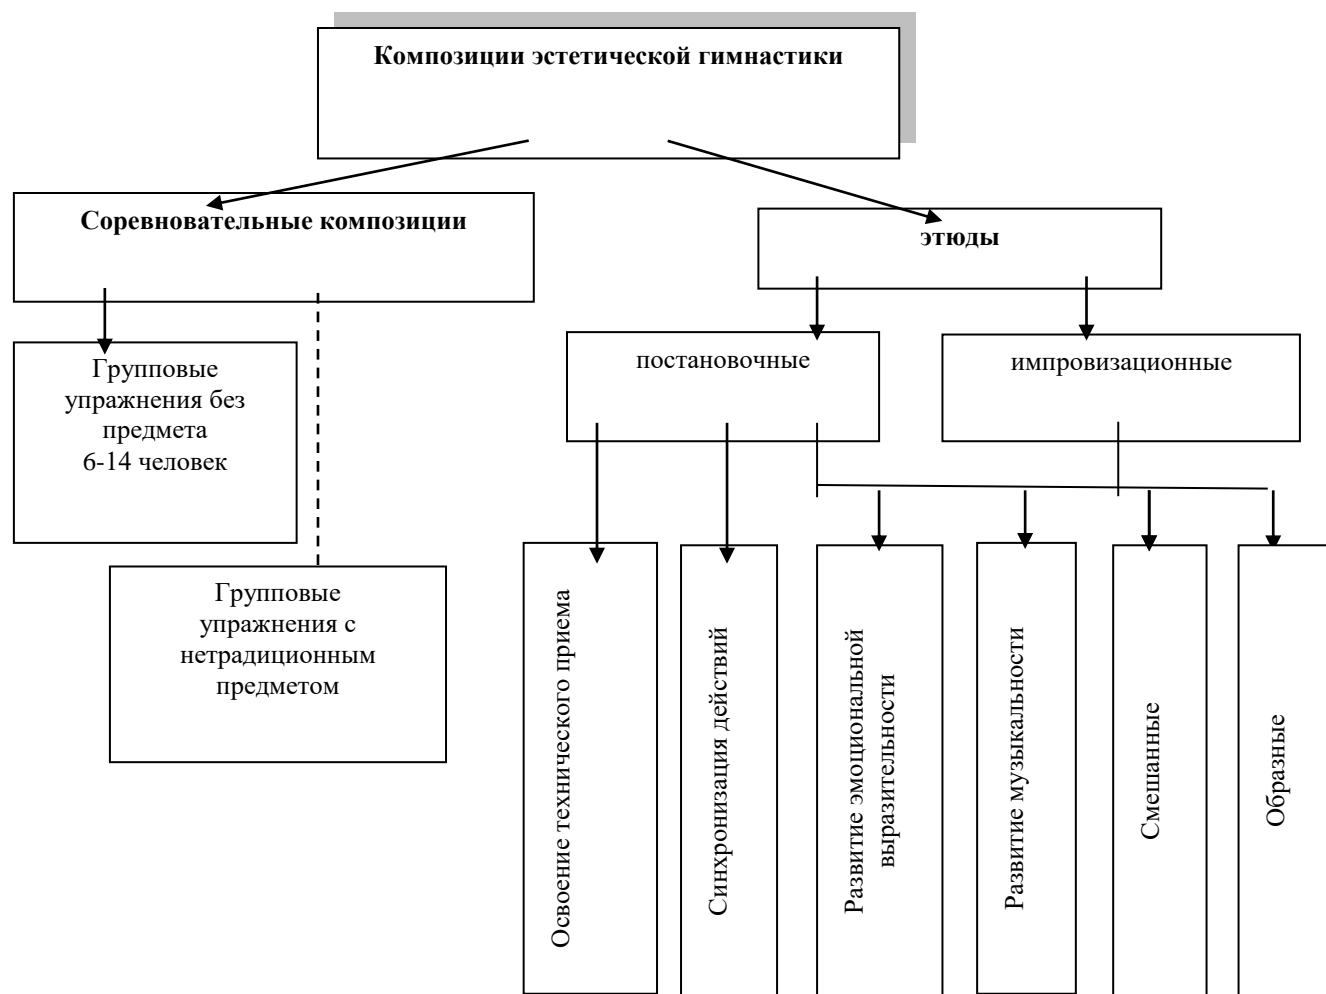 Композиции эстетической гимнастики
Соревновательные композиции
этюды
Групповые
упражнения без
предмета
6-14 человек
постановочные
импровизационные
Групповые
упражнения с
нетрадиционным
предметом
Освоение технического приема
Синхронизация действий
Развитие эмоциональной
выразительности
Развитие музыкальности
Смешанные
Образные